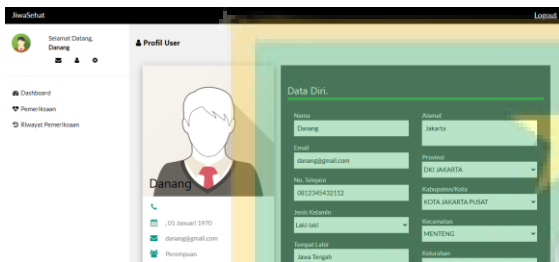 JiwaSehat
Logout
Selamat Datang,
Danang
Profil User
Dashboard
Pemeriksaan
Riwayat Pemeriksaan
Danang
, 01 Januari 1970
danang@gmail.com
Perempuan
Data Diri.
Nama
Danang
Email
danang@gmail.com
No. Telepon
0812345432112
Jenis Kelamin
Laki-laki
Tempat Lahir
Jawa Tengah
Alamat
Jakarta
Provinsi
DKI JAKARTA
Kabupaten/Kota
KOTA JAKARTA PUSAT
Kecamatan
MENTENG
Kelurahan